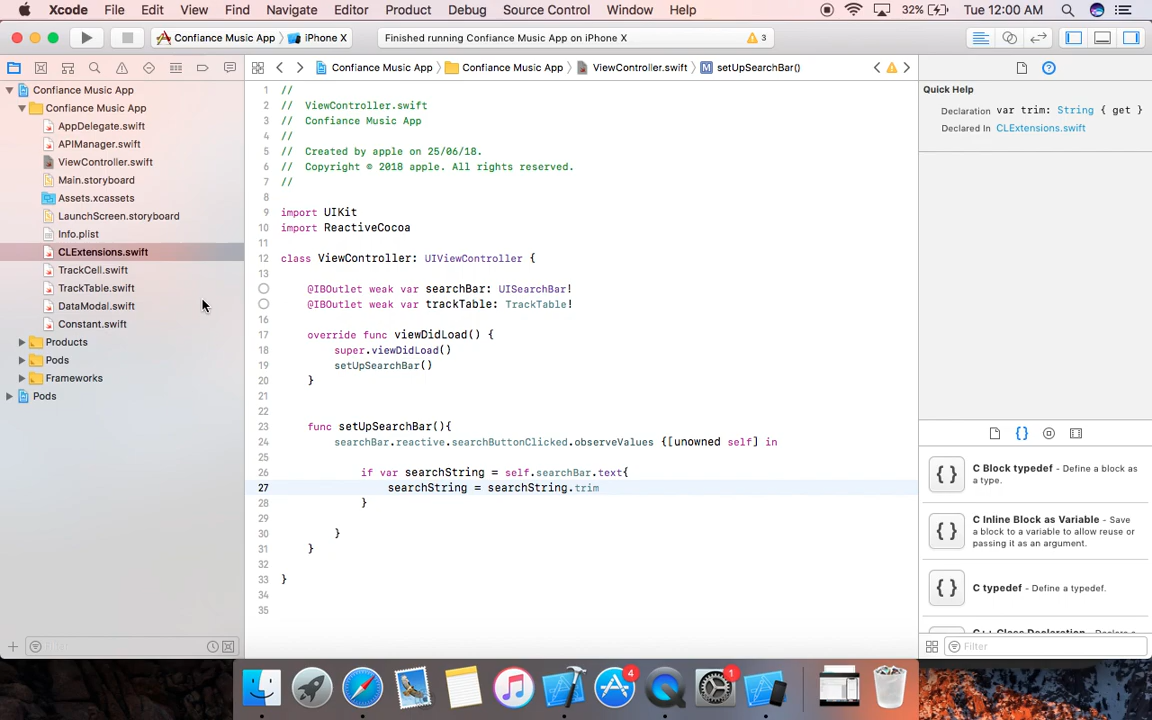 Xcode File Edit View Find Navigate Editor Product Debug Source Control Window Help 32% Tue 12:00 AM
Confiance Music App iPhone X Finished running Confiance Music App on iPhone X 3
Confiance Music App Confiance Music App ViewController.swift M setUpSearchBar()
Confiance Music App
Confiance Music App
AppDelegate.swift
APIManager.swift
ViewController.swift
Main.storyboard
Assets.xcassets
LaunchScreen.storyboard
Info.plist
CLExtensions.swift
TrackCell.swift
TrackTable.swift
DataModal.swift
Constant.swift
Products
Pods
Frameworks
Pods
1 //
2 // ViewController.swift
3 // Confiance Music App
4 //
5 // Created by apple on 25/06/18.
6 // Copyright © 2018 apple. All rights reserved.
7 //
8
9 import UIKit
10 import ReactiveCocoa
11
12 class ViewController: UIViewController {
13
@IBOutlet weak var searchBar: UISearchBar!
@IBOutlet weak var trackTable: TrackTable!
16
17 override func viewDidLoad() {
18 super.viewDidLoad()
19 setUpSearchBar()
20 }
21
22
23 func setUpSearchBar(){
24 searchBar.reactive.searchButtonClicked.observeValues {[unowned self] in
25
26 if var searchString = self.searchBar.text{
27 searchString = searchString.trim
28 }
29
30 }
31 }
32
33 }
34
35
Quick Help
Declaration var trim: String { get }
Declared In CLExtensions.swift
{}
{ } C Block typedef - Define a block as a type.
{ } C Inline Block as Variable - Save a block to a variable to allow reuse or passing it as an argument.
{ } C typedef - Define a typedef.
Filter
4
1